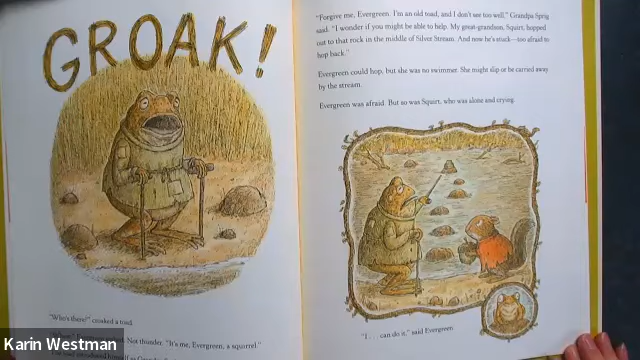 GROAK!
"Who's there?" croaked a toad.
Not thunder. "It's me, Evergreen, a squirrel."
"Forgive me, Evergreen. I'm an old toad, and I don't see too well," Grandpa Sprig
said. "I wonder if you might be able to help. My great-grandson, Squirt, hopped
out to that rock in the middle of Silver Stream. And now he's stuck—too afraid to
hop back."
Evergreen could hop, but she was no swimmer. She might slip or be carried away
by the stream.
Evergreen was afraid. But so was Squirt, who was alone and crying.
"I . . . can do it," said Evergreen.
Karin Westman